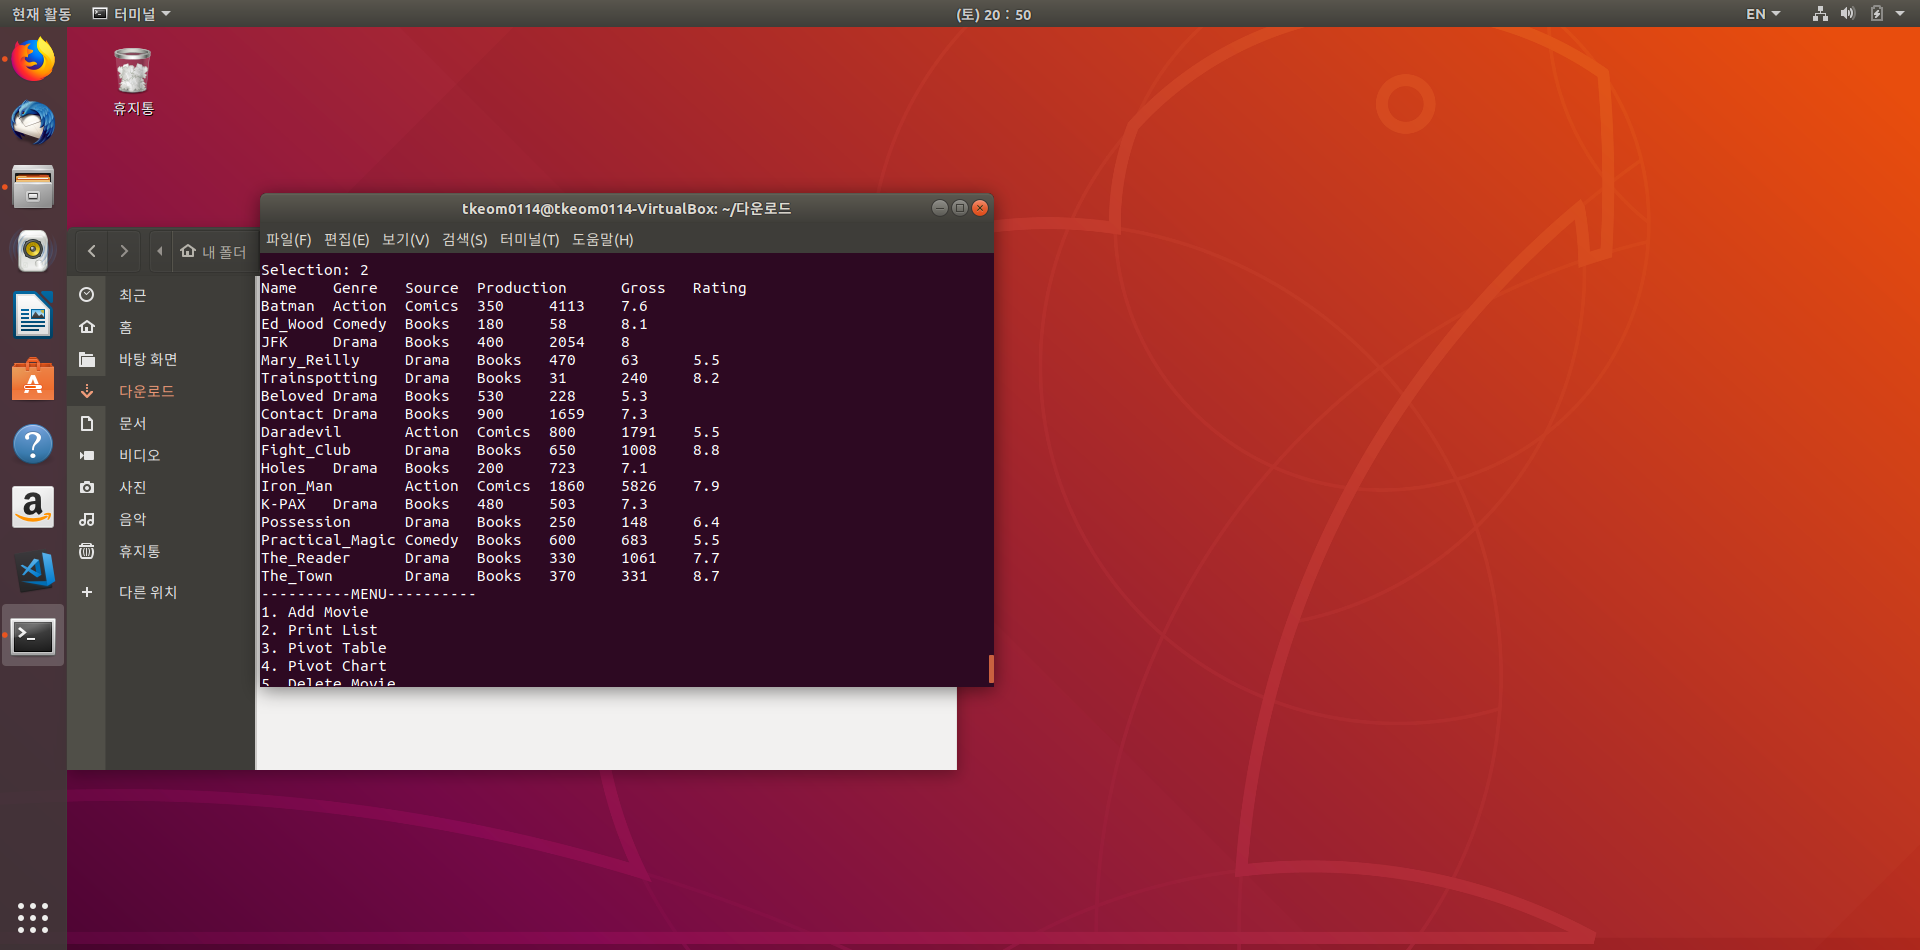 현재 활동 터미널 (토) 20 : 50 EN
휴지통
tkeom0114@tkeom0114-VirtualBox: ~/다운로드
파일(F) 편집(E) 보기(V) 검색(S) 터미널(T) 도움말(H)
내 폴더
최근
홈
바탕 화면
다운로드
문서
비디오
사진
음악
휴지통
+ 다른 위치
Selection: 2
Name Genre Source Production Gross Rating
Batman Action Comics 350 4113 7.6
Ed_Wood Comedy Books 180 58 8.1
JFK Drama Books 400 2054 8
Mary_Reilly Drama Books 470 63 5.5
Trainspotting Drama Books 31 240 8.2
Beloved Drama Books 530 228 5.3
Contact Drama Books 900 1659 7.3
Daradevil Action Comics 800 1791 5.5
Fight_Club Drama Books 650 1008 8.8
Holes Drama Books 200 723 7.1
Iron_Man Action Comics 1860 5826 7.9
K-PAX Drama Books 480 503 7.3
Possession Drama Books 250 148 6.4
Practical_Magic Comedy Books 600 683 5.5
The_Reader Drama Books 330 1061 7.7
The_Town Drama Books 370 331 8.7
----------MENU----------
1. Add Movie
2. Print List
3. Pivot Table
4. Pivot Chart
5. Delete Movie